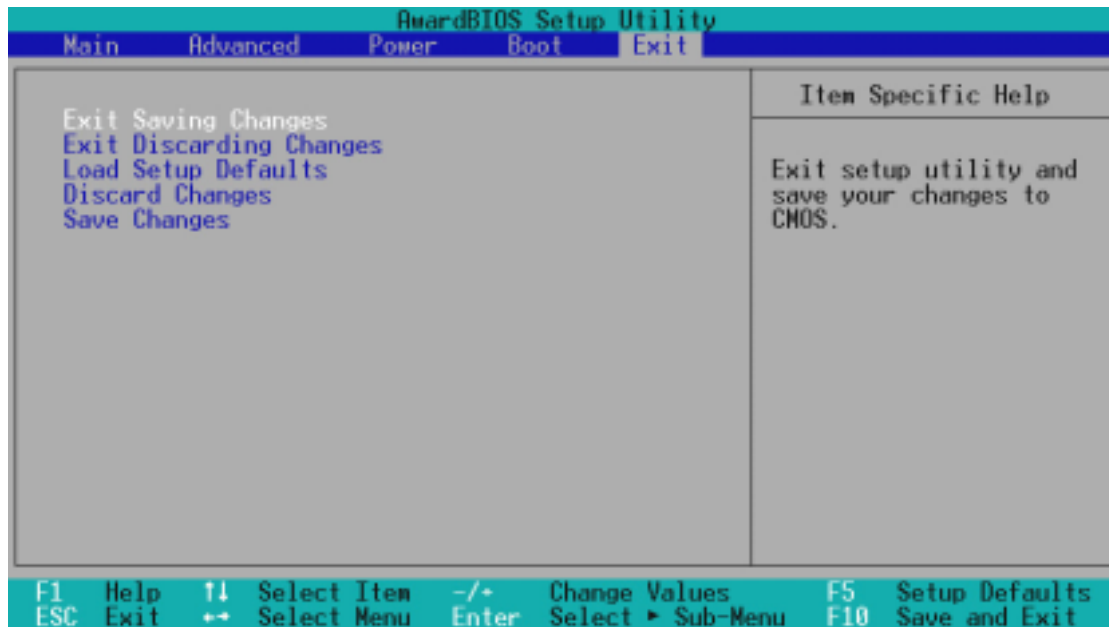 AwardBIOS Setup Utility
Main Advanced Power Boot Exit
Exit Saving Changes
Exit Discarding Changes
Load Setup Defaults
Discard Changes
Save Changes
Item Specific Help
Exit setup utility and
save your changes to
CMOS.
F1 Help ↑↓ Select Item -/+ Change Values F5 Setup Defaults
ESC Exit ←→ Select Menu Enter Select ► Sub-Menu F10 Save and Exit